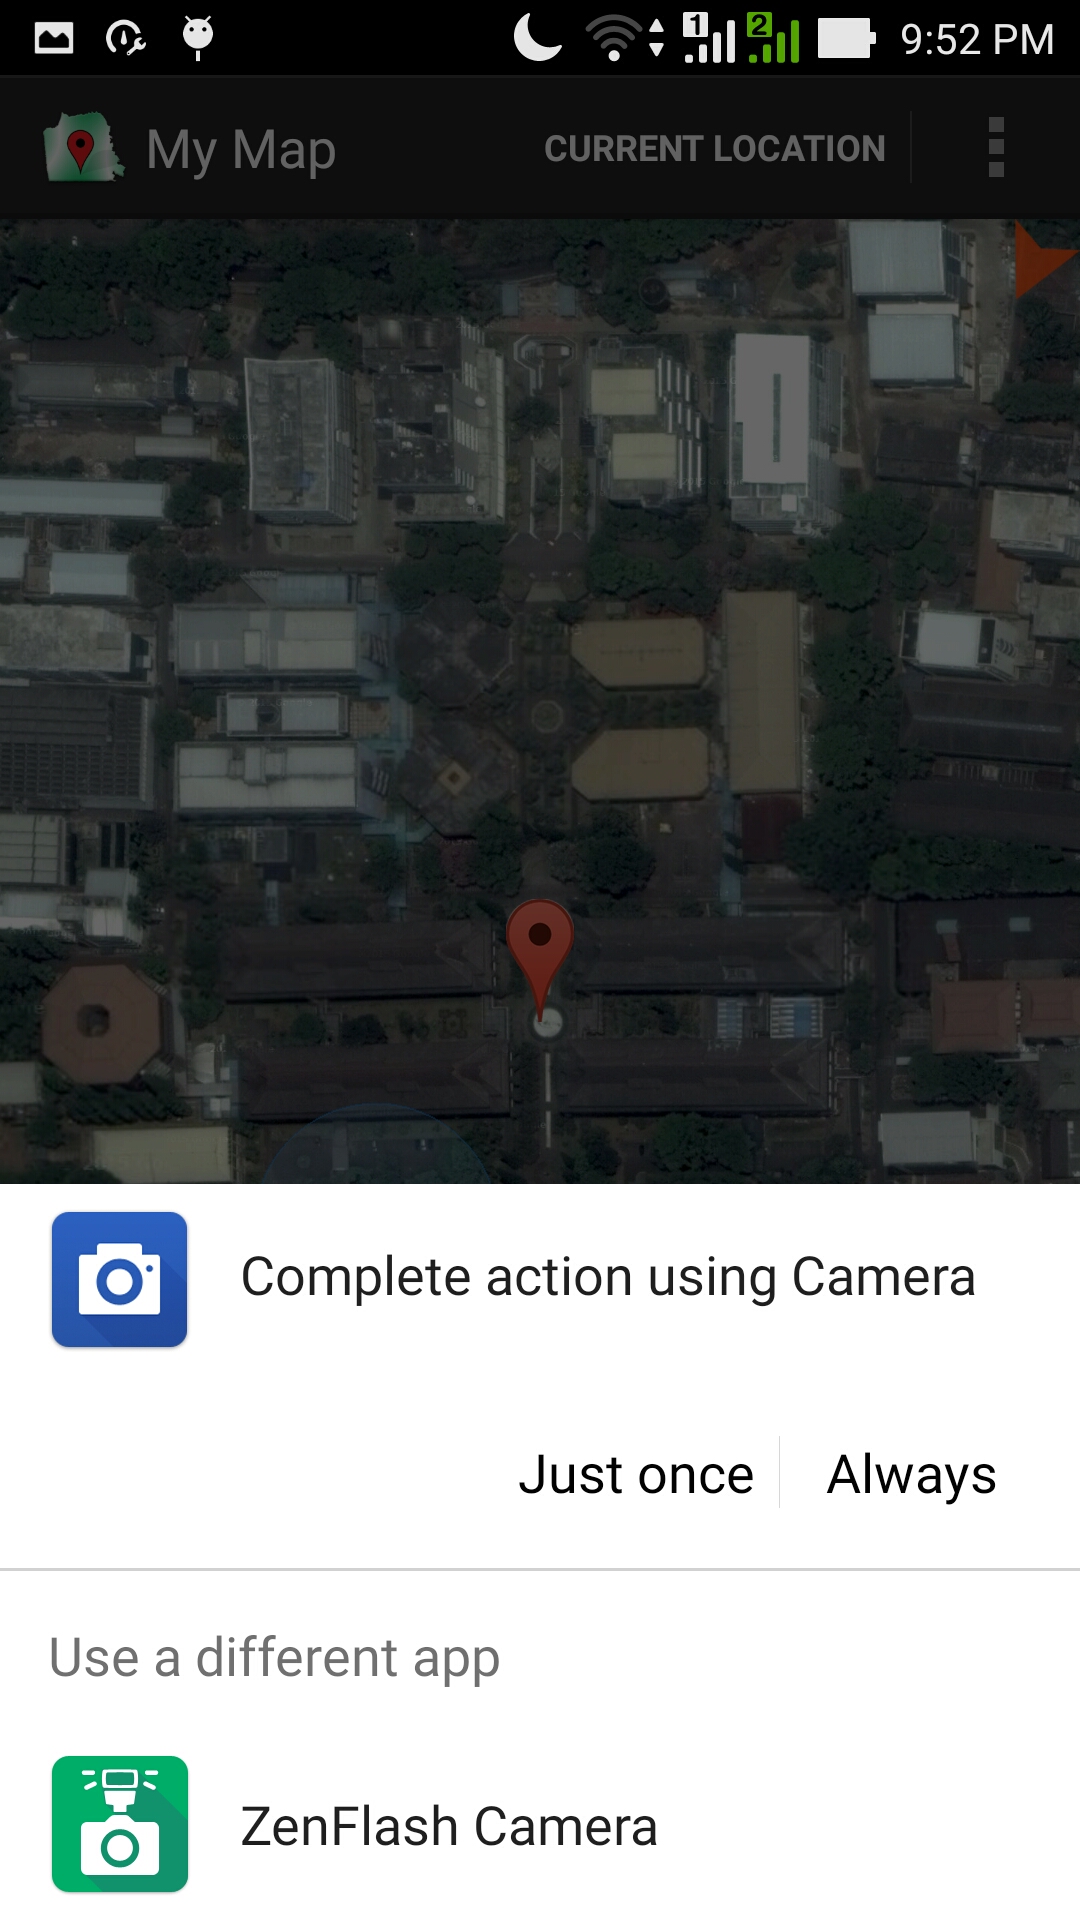 1 2 9:52 PM
My Map CURRENT LOCATION
Complete action using Camera
Just once Always
Use a different app
ZenFlash Camera